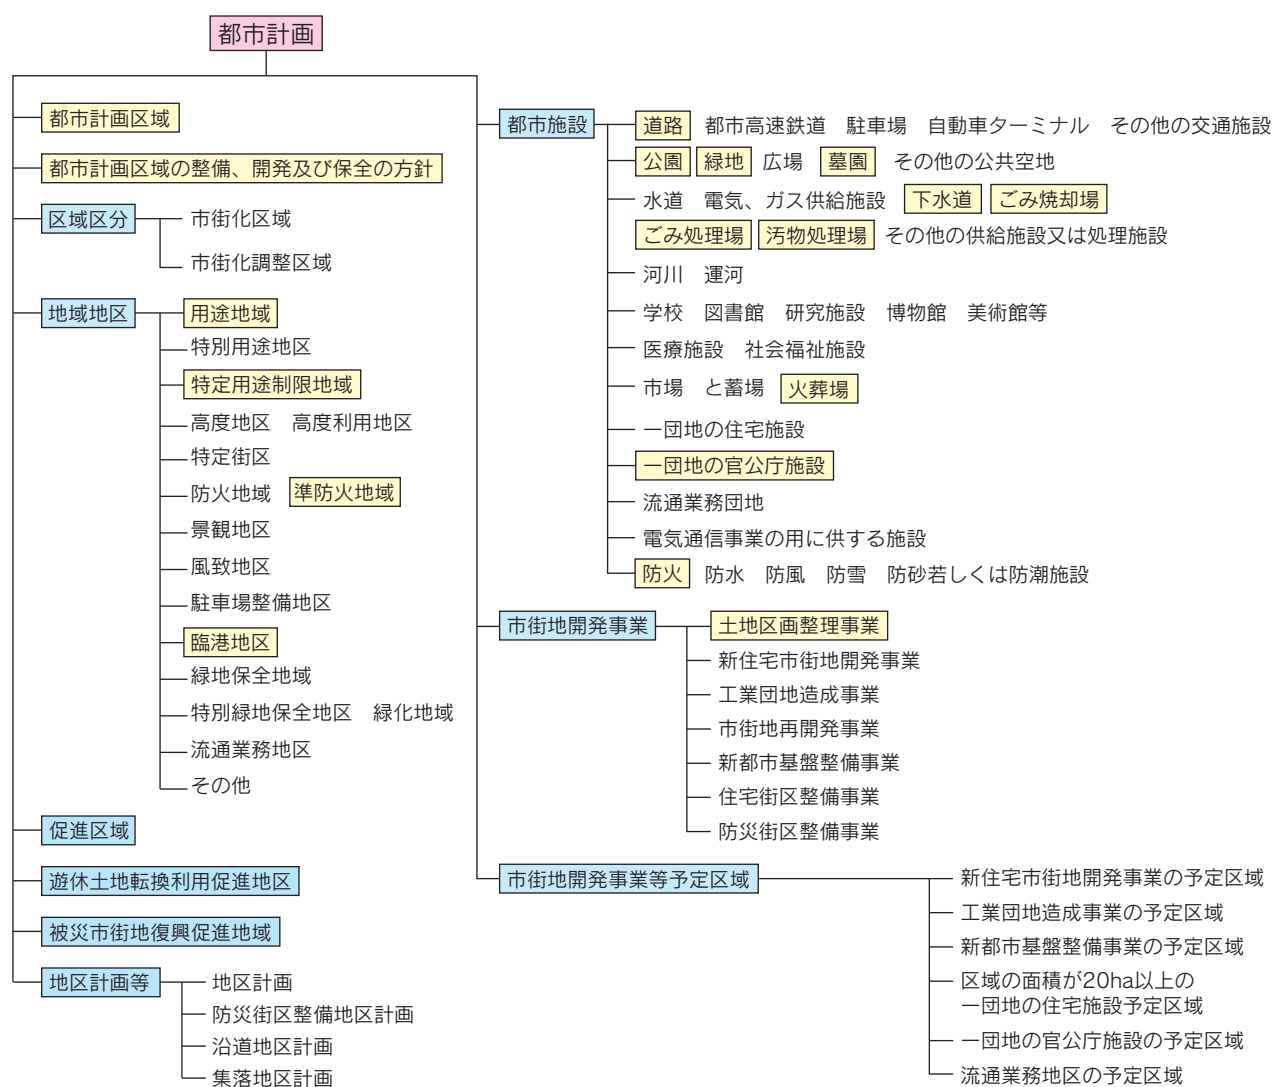 都市計画
都市計画区域
都市計画区域の整備、開発及び保全の方針
区域区分
市街化区域
市街化調整区域
地域地区
用途地域
特別用途地区
特定用途制限地域
高度地区　高度利用地区
特定街区
防火地域　準防火地域
景観地区
風致地区
駐車場整備地区
臨港地区
緑地保全地域
特別緑地保全地区　緑化地域
流通業務地区
その他
促進区域
遊休土地転換利用促進地区
被災市街地復興促進地域
地区計画等
地区計画
防災街区整備地区計画
沿道地区計画
集落地区計画
都市施設
道路　都市高速鉄道　駐車場　自動車ターミナル　その他の交通施設
公園　緑地　広場　墓園　その他の公共空地
水道　電気、ガス供給施設　下水道　ごみ焼却場
ごみ処理場　汚物処理場　その他の供給施設又は処理施設
河川　運河
学校　図書館　研究施設　博物館　美術館等
医療施設　社会福祉施設
市場　と蓄場　火葬場
一団地の住宅施設
一団地の官公庁施設
流通業務団地
電気通信事業の用に供する施設
防火　防水　防風　防雪　防砂若しくは防潮施設
市街地開発事業
土地区画整理事業
新住宅市街地開発事業
工業団地造成事業
市街地再開発事業
新都市基盤整備事業
住宅街区整備事業
防災街区整備事業
市街地開発事業等予定区域
新住宅市街地開発事業の予定区域
工業団地造成事業の予定区域
新都市基盤整備事業の予定区域
区域の面積が20ha以上の
一団地の住宅施設予定区域
一団地の官公庁施設の予定区域
流通業務地区の予定区域